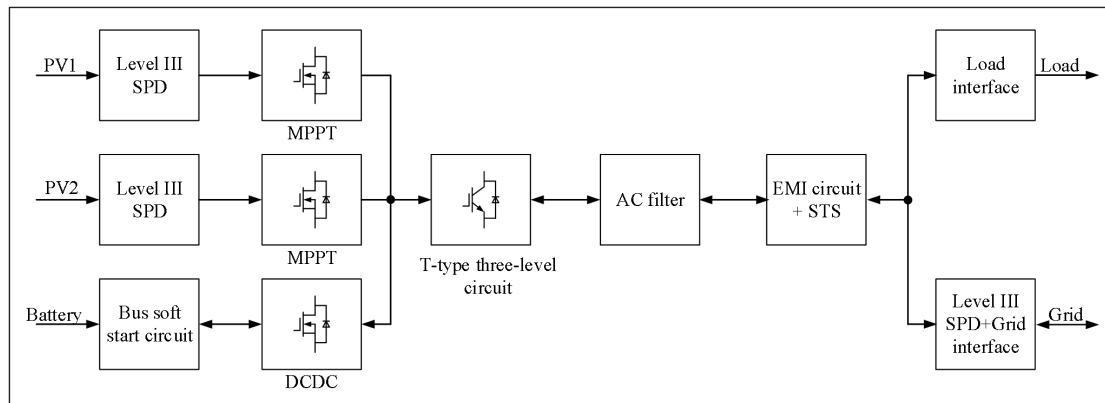 PV1
Level III
SPD
MPPT
Load
interface
Load
PV2
Level III
SPD
MPPT
T-type three-level
circuit
AC filter
EMI circuit
+ STS
Battery
Bus soft
start circuit
DCDC
Level III
SPD+Grid
interface
Grid